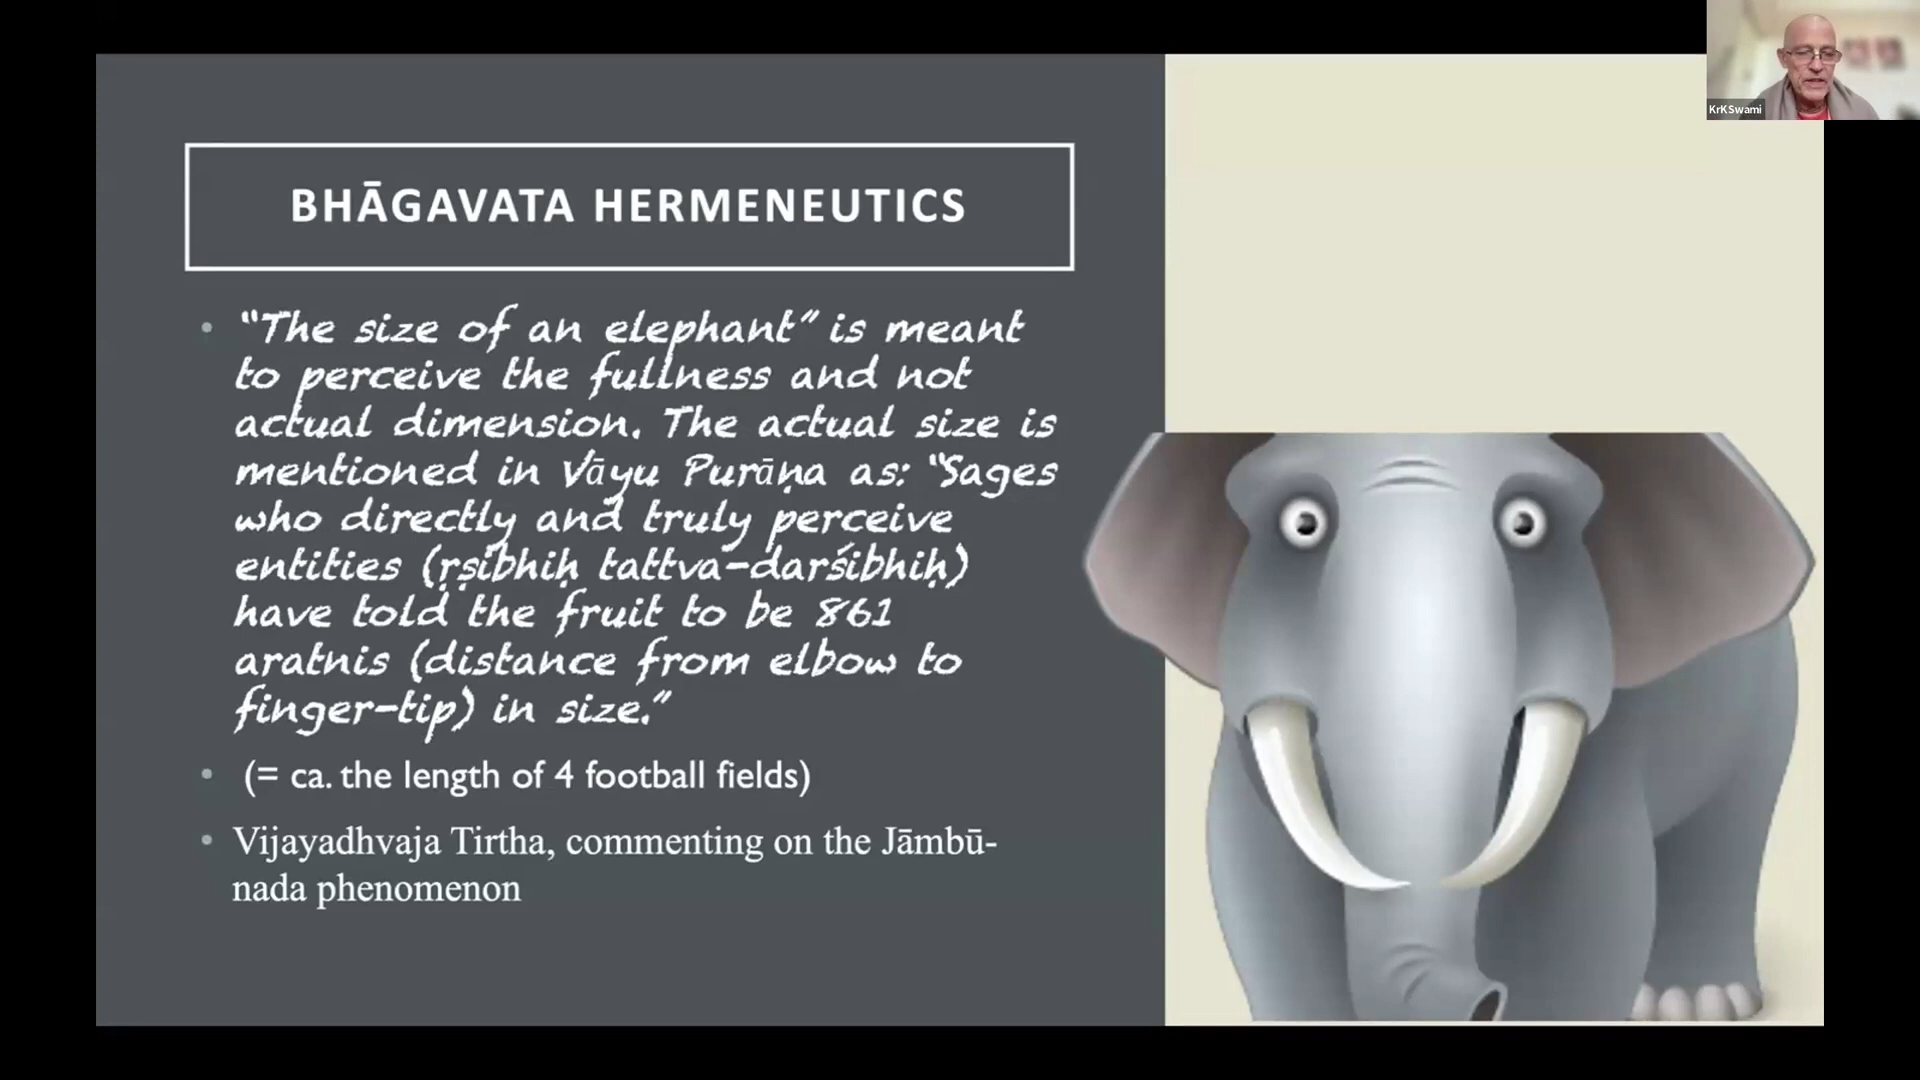 BHĀGAVATA HERMENEUTICS
• “The size of an elephant” is meant
to perceive the fullness and not
actual dimension. The actual size is
mentioned in Vāyu Purāṇa as: “Sages
who directly and truly perceive
entities (ṛṣibhiḥ tattva-darśibhiḥ)
have told the fruit to be 861
aratnis (distance from elbow to
finger-tip) in size.”
• (= ca. the length of 4 football fields)
• Vijayadhvaja Tirtha, commenting on the Jāmbū-
nada phenomenon
KrKSwami